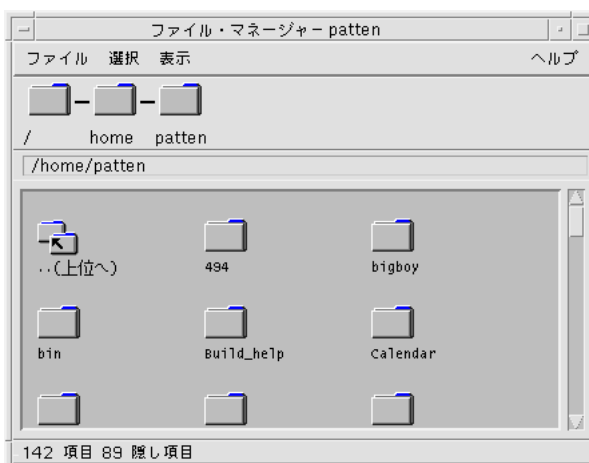 ファイル・マネージャー patten
ファイル 選択 表示 ヘルプ
/ home patten
/home/patten
..(上位へ) 494 bigboy
bin Build_help Calendar
142 項目 89 隠し項目